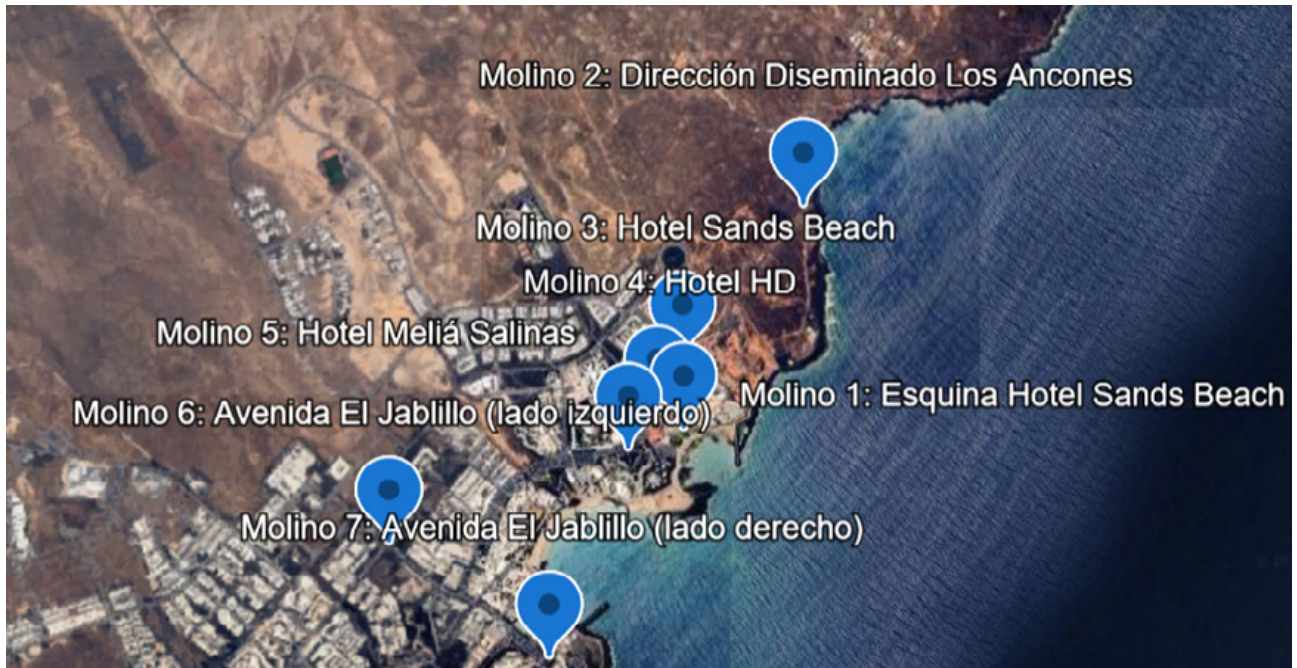 Molino 2: Dirección Diseminado Los Ancones
Molino 3: Hotel Sands Beach
Molino 4: Hotel HD
Molino 5: Hotel Meliá Salinas
Molino 1: Esquina Hotel Sands Beach
Molino 6: Avenida El Jablillo (lado izquierdo)
Molino 7: Avenida El Jablillo (lado derecho)